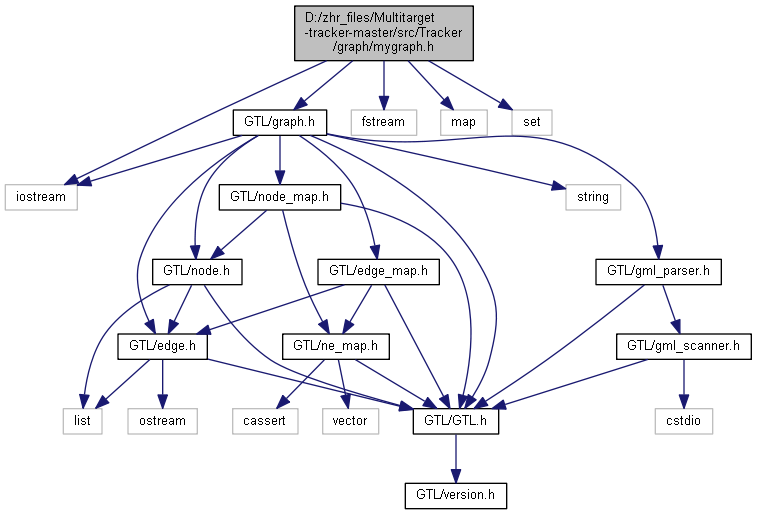 D:/zhr_files/Multitarget
-tracker-master/src/Tracker
/graph/mygraph.h
GTL/graph.h
fstream
map
set
iostream
GTL/node_map.h
string
GTL/node.h
GTL/edge_map.h
GTL/gml_parser.h
GTL/edge.h
GTL/ne_map.h
GTL/gml_scanner.h
list
ostream
cassert
vector
GTL/GTL.h
cstdio
GTL/version.h